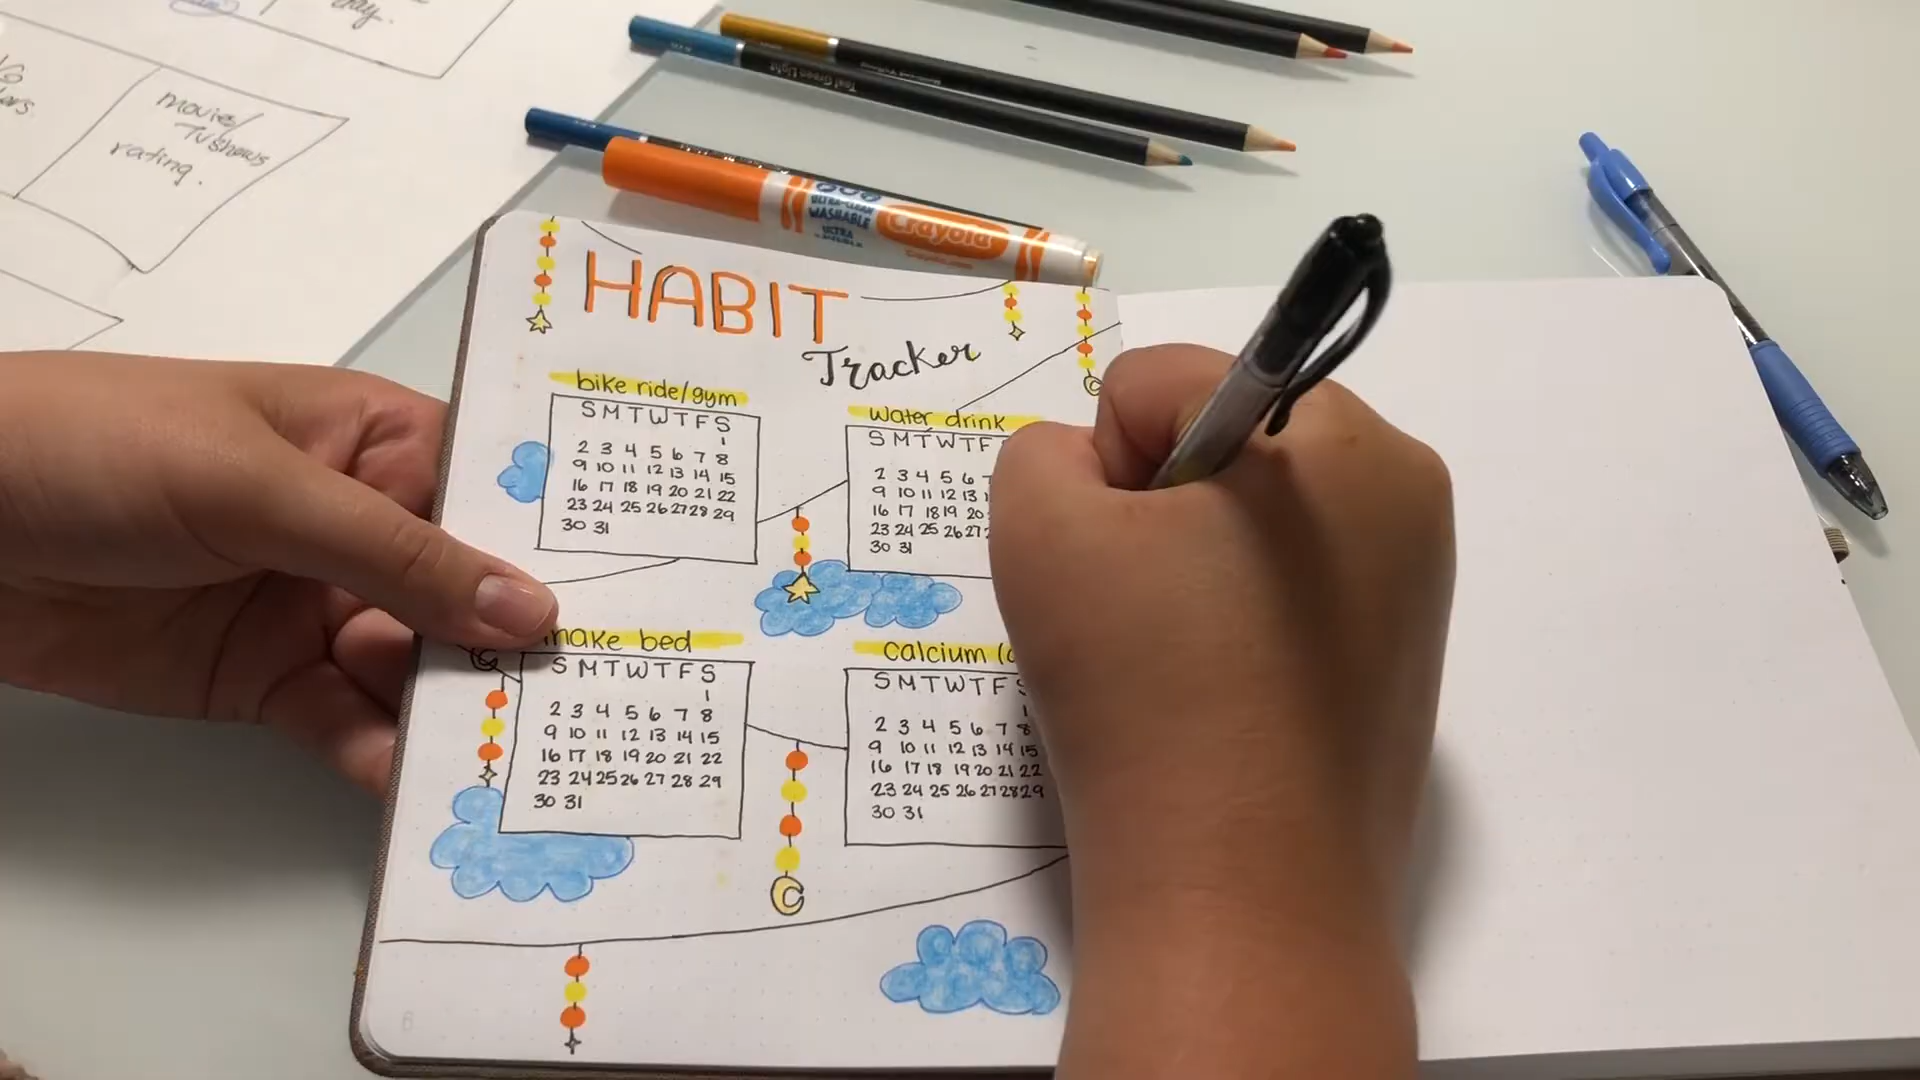 day.
movie/
TV shows
rating.
Teal Green Light
ULTRA-CLEAN
WASHABLE
ULTRA
Crayola
HABIT
Tracker
bike ride/gym
S M T W T F S
1
2 3 4 5 6 7 8
9 10 11 12 13 14 15
16 17 18 19 20 21 22
23 24 25 26 27 28 29
30 31
water drink
S M T W T F
2 3 4 5 6
9 10 11 12 13
16 17 18 19 20
23 24 25 26 27
30 31
make bed
S M T W T F S
1
2 3 4 5 6 7 8
9 10 11 12 13 14 15
16 17 18 19 20 21 22
23 24 25 26 27 28 29
30 31
calcium
S M T W T F S
1
2 3 4 5 6 7 8
9 10 11 12 13 14 15
16 17 18 19 20 21 22
23 24 25 26 27 28 29
30 31